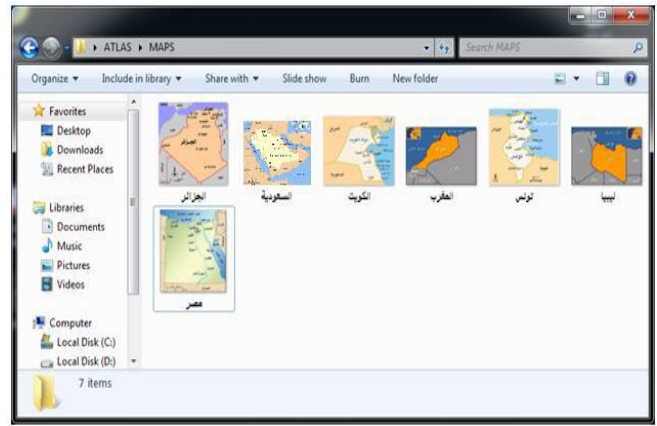 ATLAS MAPS Search MAPS
Organize Include in library Share with Slide show Burn New folder
Favorites
Desktop
Downloads
Recent Places
Libraries
Documents
Music
Pictures
Videos
Computer
Local Disk (C:)
Local Disk (D:)
الجزائر
السعودية
الكويت
المغرب
تونس
ليبيا
مصر
7 items